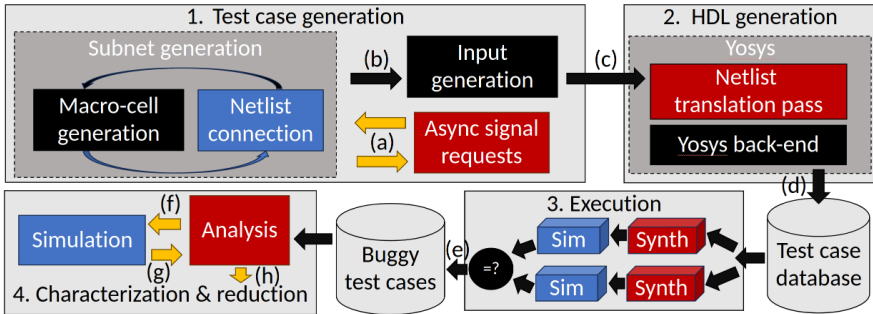 1. Test case generation
Subnet generation
Macro-cell
generation
Netlist
connection
(b)
Input
generation
(a)
Async signal
requests
(c)
2. HDL generation
Yosys
Netlist
translation pass
Yosys back-end
(d)
Test case
database
3. Execution
Sim
Synth
Sim
Synth
=?
(e)
Buggy
test cases
Analysis
(f)
Simulation
(g)
(h)
4. Characterization & reduction